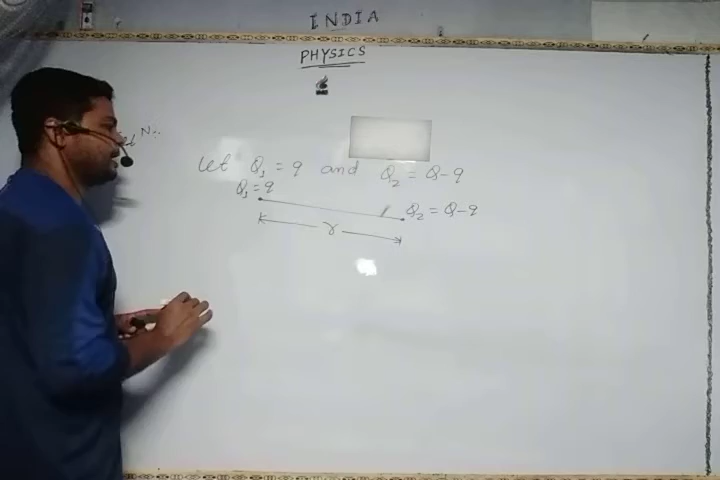 INDIA
PHYSICS
Let Q₁ = q and Q₂ = Q-q
Q₁ = q
Q₂ = Q-q
r